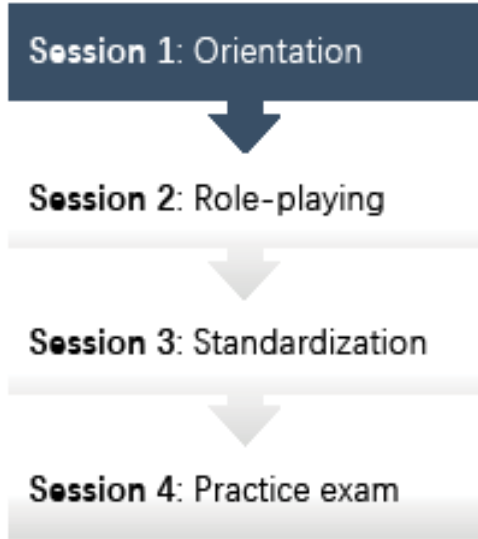 Session 1: Orientation
Session 2: Role-playing
Session 3: Standardization
Session 4: Practice exam